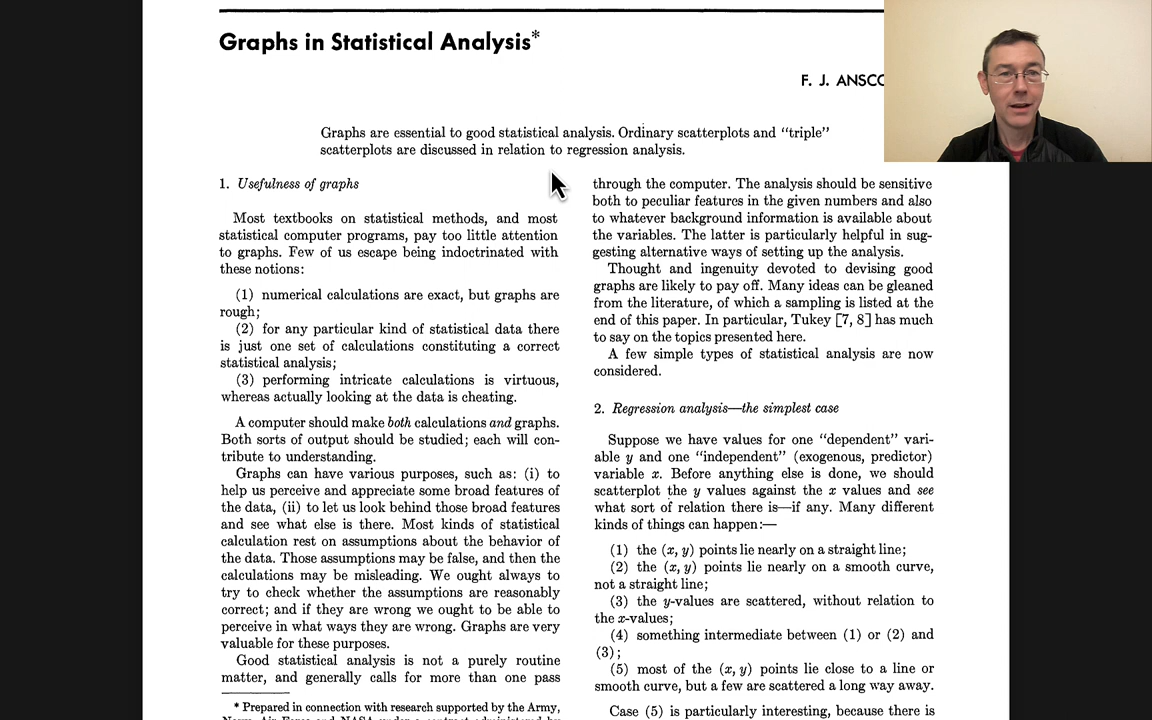 Graphs in Statistical Analysis*
F. J. ANSCO
Graphs are essential to good statistical analysis. Ordinary scatterplots and “triple”
scatterplots are discussed in relation to regression analysis.
1. Usefulness of graphs
Most textbooks on statistical methods, and most
statistical computer programs, pay too little attention
to graphs. Few of us escape being indoctrinated with
these notions:
(1) numerical calculations are exact, but graphs are
rough;
(2) for any particular kind of statistical data there
is just one set of calculations constituting a correct
statistical analysis;
(3) performing intricate calculations is virtuous,
whereas actually looking at the data is cheating.
A computer should make both calculations and graphs.
Both sorts of output should be studied; each will con-
tribute to understanding.
Graphs can have various purposes, such as: (i) to
help us perceive and appreciate some broad features of
the data, (ii) to let us look behind those broad features
and see what else is there. Most kinds of statistical
calculation rest on assumptions about the behavior of
the data. Those assumptions may be false, and then the
calculations may be misleading. We ought always to
try to check whether the assumptions are reasonably
correct; and if they are wrong we ought to be able to
perceive in what ways they are wrong. Graphs are very
valuable for these purposes.
Good statistical analysis is not a purely routine
matter, and generally calls for more than one pass
* Prepared in connection with research supported by the Army,
through the computer. The analysis should be sensitive
both to peculiar features in the given numbers and also
to whatever background information is available about
the variables. The latter is particularly helpful in sug-
gesting alternative ways of setting up the analysis.
Thought and ingenuity devoted to devising good
graphs are likely to pay off. Many ideas can be gleaned
from the literature, of which a sampling is listed at the
end of this paper. In particular, Tukey [7, 8] has much
to say on the topics presented here.
A few simple types of statistical analysis are now
considered.
2. Regression analysis—the simplest case
Suppose we have values for one “dependent” vari-
able y and one “independent” (exogenous, predictor)
variable x. Before anything else is done, we should
scatterplot the y values against the x values and see
what sort of relation there is—if any. Many different
kinds of things can happen:—
(1) the (x, y) points lie nearly on a straight line;
(2) the (x, y) points lie nearly on a smooth curve,
not a straight line;
(3) the y-values are scattered, without relation to
the x-values;
(4) something intermediate between (1) or (2) and
(3);
(5) most of the (x, y) points lie close to a line or
smooth curve, but a few are scattered a long way away.
Case (5) is particularly interesting, because there is